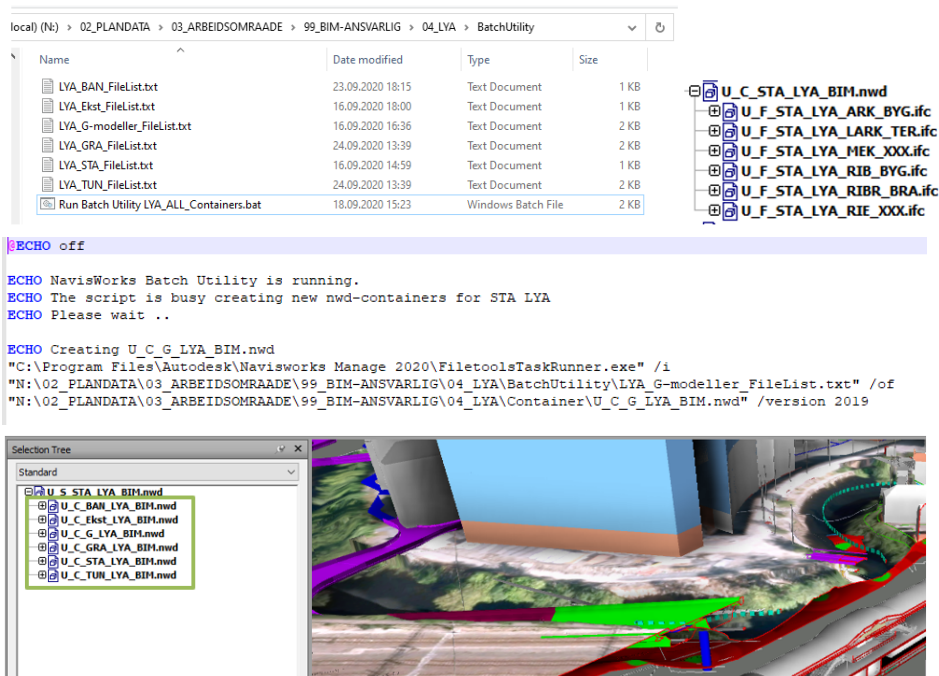 local) (N:) › 02_PLANDATA › 03_ARBEIDSOMRAADE › 99_BIM-ANSVARLIG › 04_LYA › BatchUtility
Name Date modified Type Size
LYA_BAN_FileList.txt 23.09.2020 18:15 Text Document 1 KB
LYA_Ekst_FileList.txt 16.09.2020 18:00 Text Document 1 KB
LYA_G-modeller_FileList.txt 16.09.2020 16:36 Text Document 2 KB
LYA_GRA_FileList.txt 24.09.2020 13:39 Text Document 2 KB
LYA_STA_FileList.txt 16.09.2020 14:59 Text Document 1 KB
LYA_TUN_FileList.txt 24.09.2020 13:39 Text Document 2 KB
Run Batch Utility LYA_ALL_Containers.bat 18.09.2020 15:23 Windows Batch File 2 KB
U_C_STA_LYA_BIM.nwd
U_F_STA_LYA_ARK_BYG.ifc
U_F_STA_LYA_LARK_TER.ifc
U_F_STA_LYA_MEK_XXX.ifc
U_F_STA_LYA_RIB_BYG.ifc
U_F_STA_LYA_RIBR_BRA.ifc
U_F_STA_LYA_RIE_XXX.ifc
@ECHO off
ECHO NavisWorks Batch Utility is running.
ECHO The script is busy creating new nwd-containers for STA LYA
ECHO Please wait ..
ECHO Creating U_C_G_LYA_BIM.nwd
"C:\Program Files\Autodesk\Navisworks Manage 2020\FiletoolsTaskRunner.exe" /i
"N:\02_PLANDATA\03_ARBEIDSOMRAADE\99_BIM-ANSVARLIG\04_LYA\BatchUtility\LYA_G-modeller_FileList.txt" /of
"N:\02_PLANDATA\03_ARBEIDSOMRAADE\99_BIM-ANSVARLIG\04_LYA\Container\U_C_G_LYA_BIM.nwd" /version 2019
Selection Tree
Standard
U_S_STA_LYA_BIM.nwd
U_C_BAN_LYA_BIM.nwd
U_C_Ekst_LYA_BIM.nwd
U_C_G_LYA_BIM.nwd
U_C_GRA_LYA_BIM.nwd
U_C_STA_LYA_BIM.nwd
U_C_TUN_LYA_BIM.nwd